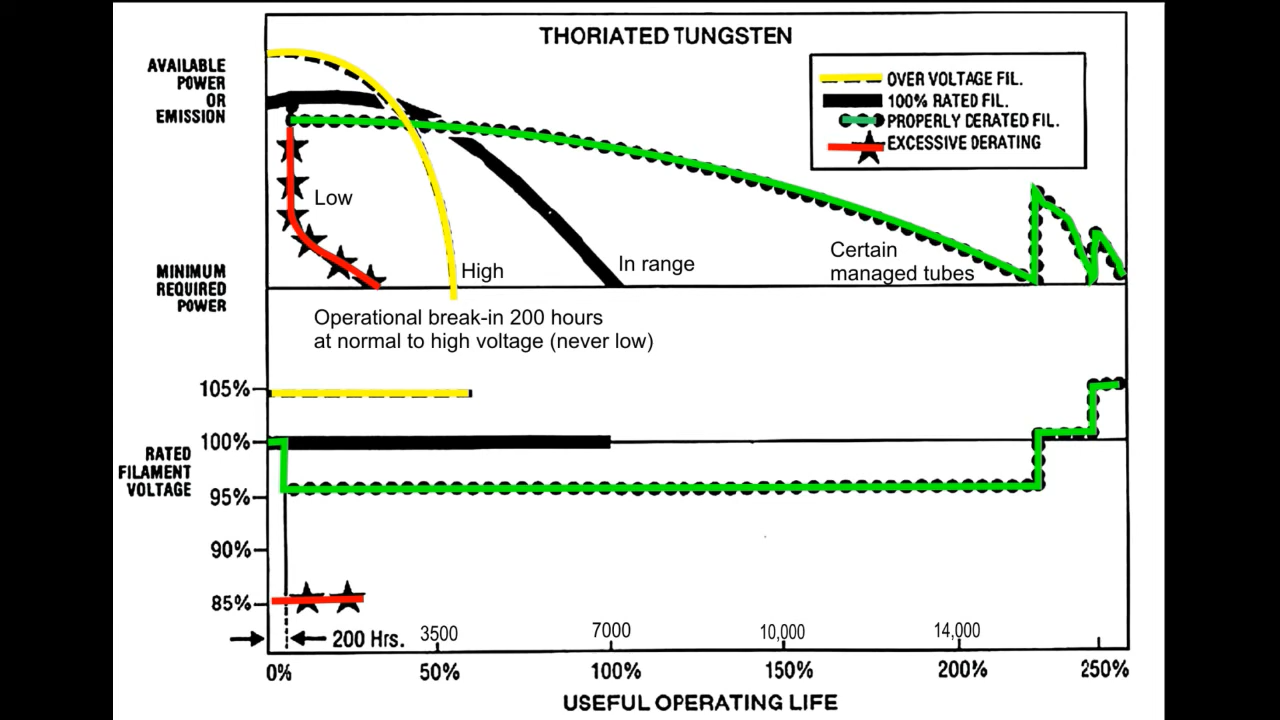 THORIATED TUNGSTEN
AVAILABLE
POWER
OR
EMISSION
OVER VOLTAGE FIL.
100% RATED FIL.
PROPERLY DERATED FIL.
EXCESSIVE DERATING
Low
High
In range
Certain
managed tubes
MINIMUM
REQUIRED
POWER
Operational break-in 200 hours
at normal to high voltage (never low)
105%
100%
RATED
FILAMENT
VOLTAGE
95%
90%
85%
200 Hrs.
3500
7000
10,000
14,000
0%
50%
100%
150%
200%
250%
USEFUL OPERATING LIFE